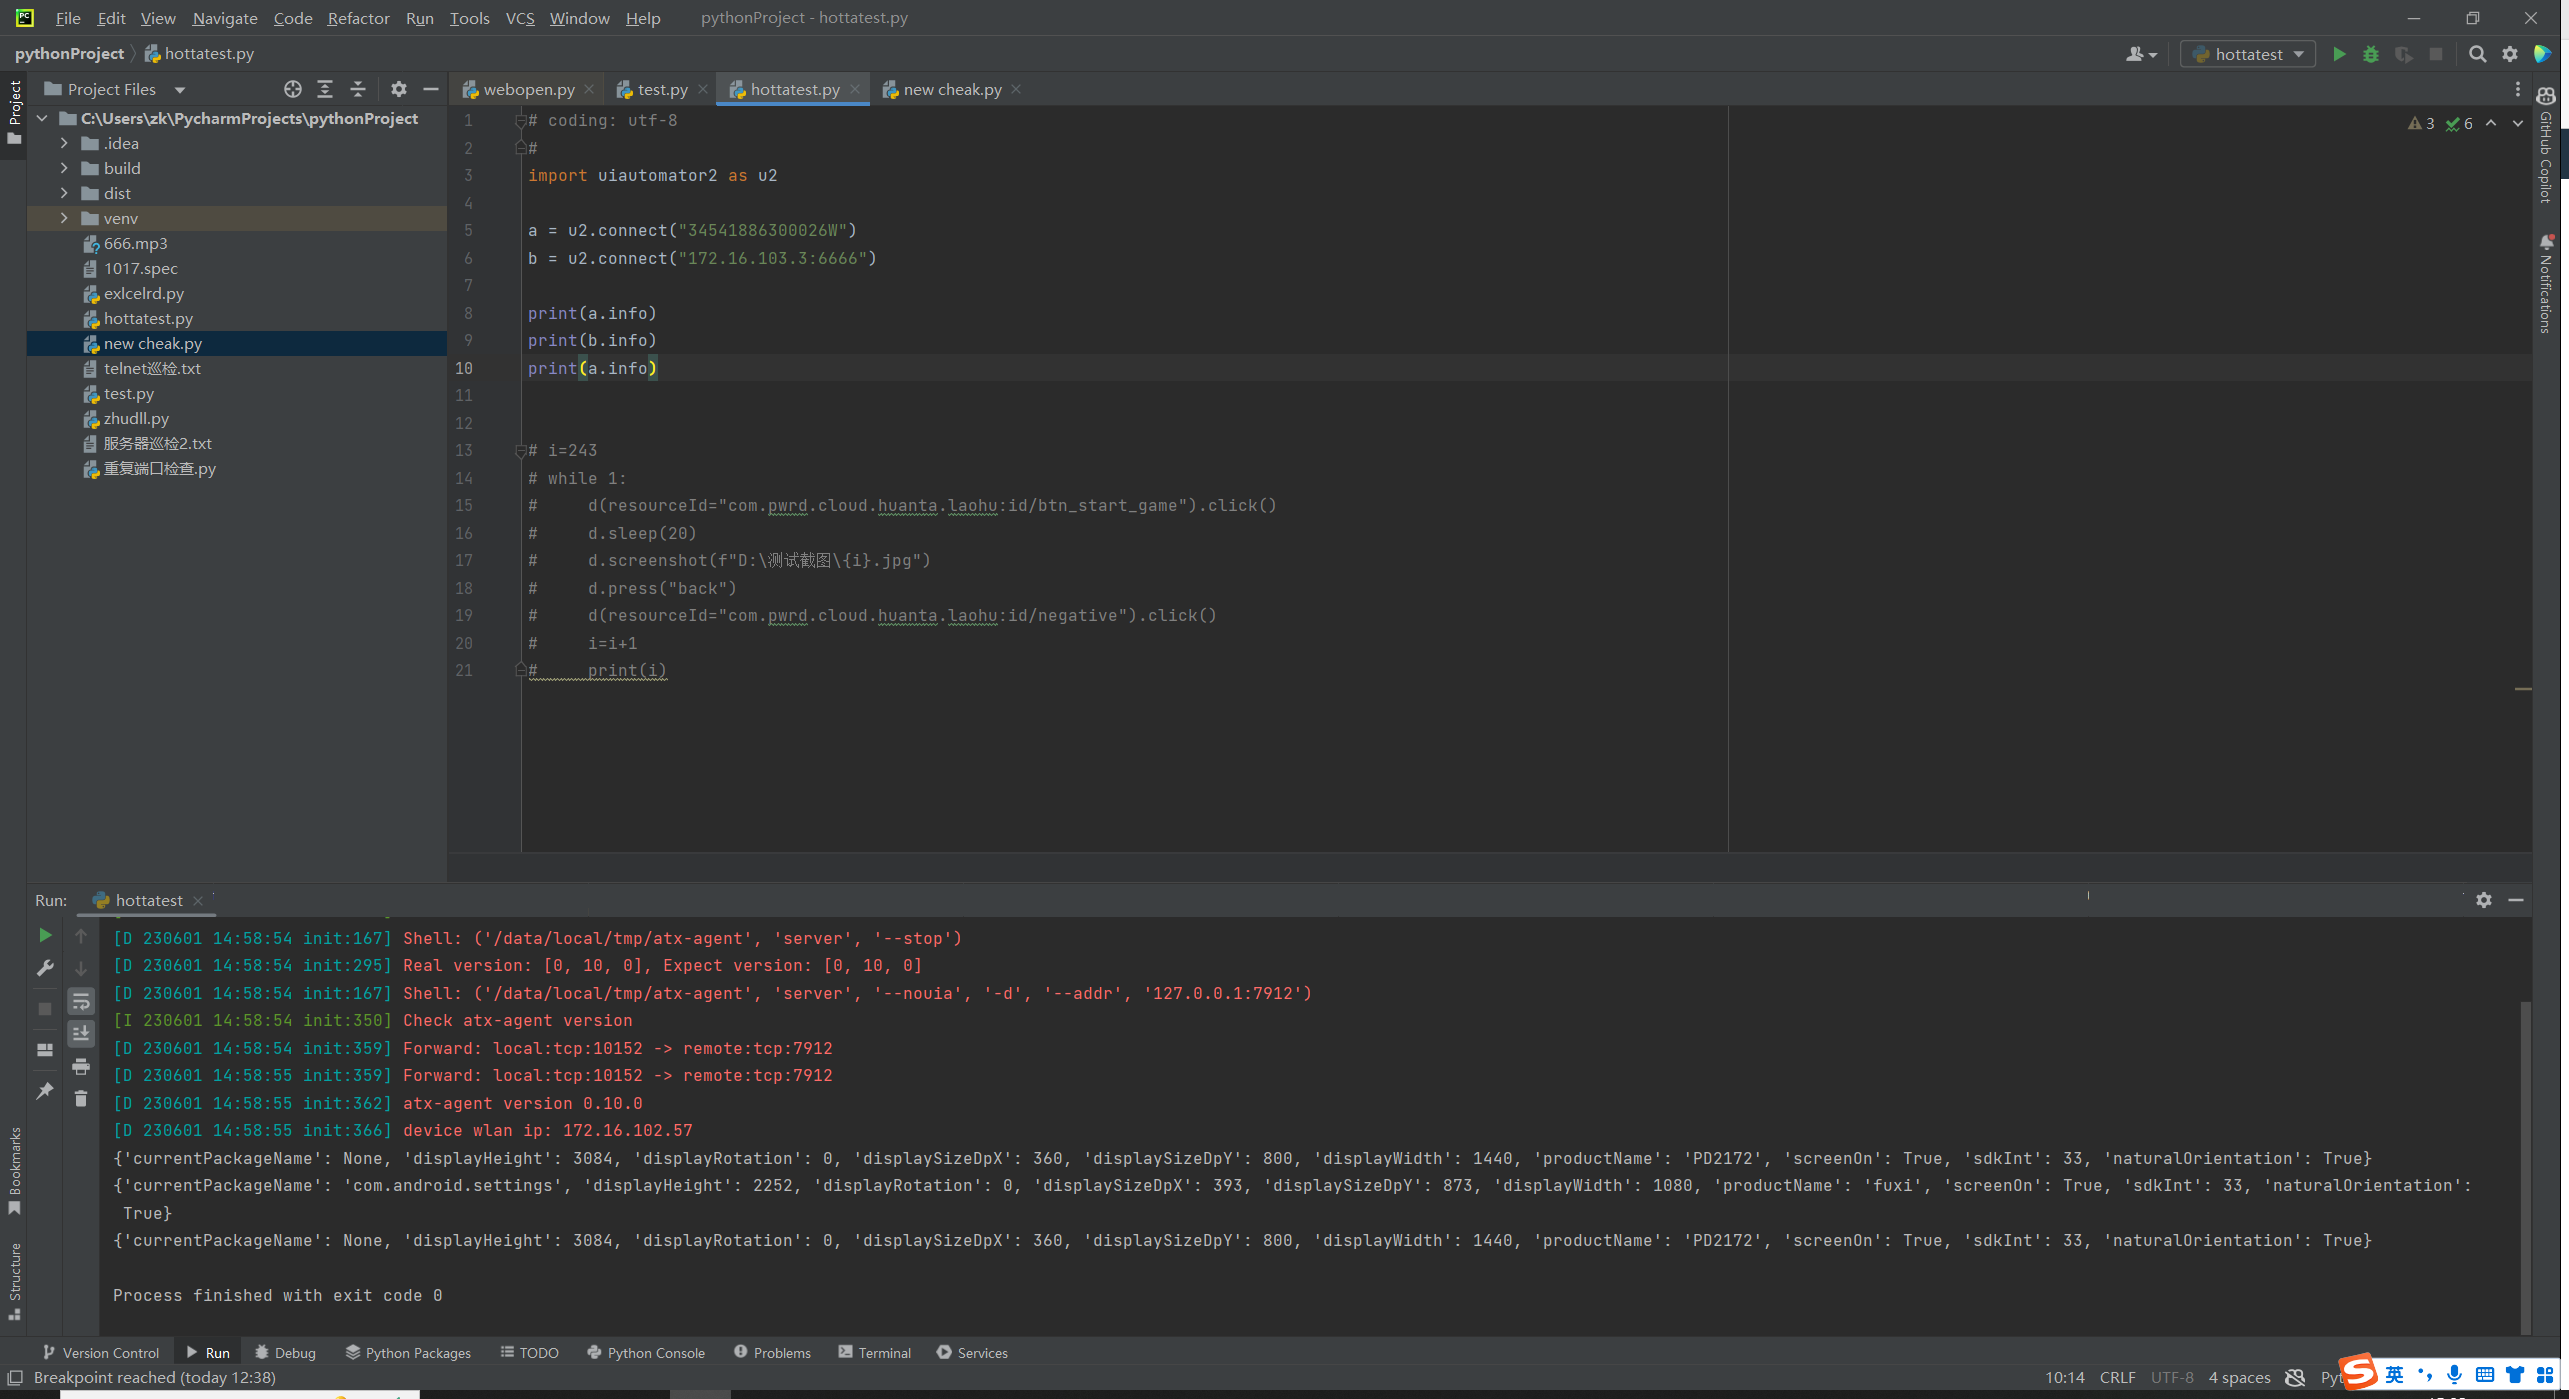 File Edit View Navigate Code Refactor Run Tools VCS Window Help pythonProject - hottatest.py
pythonProject hottatest.py hottatest
Project
Project Files
webopen.py test.py hottatest.py new cheak.py
C:\Users\zk\PycharmProjects\pythonProject
.idea
build
dist
venv
666.mp3
1017.spec
exlcelrd.py
hottatest.py
new cheak.py
telnet巡检.txt
test.py
zhudll.py
服务器巡检2.txt
重复端口检查.py
3 6
1 # coding: utf-8
2 #
3 import uiautomator2 as u2
4
5 a = u2.connect("34541886300026W")
6 b = u2.connect("172.16.103.3:6666")
7
8 print(a.info)
9 print(b.info)
10 print(a.info)
11
12
13 # i=243
14 # while 1:
15 #     d(resourceId="com.pwrd.cloud.huanta.laohu:id/btn_start_game").click()
16 #     d.sleep(20)
17 #     d.screenshot(f"D:\测试截图\{i}.jpg")
18 #     d.press("back")
19 #     d(resourceId="com.pwrd.cloud.huanta.laohu:id/negative").click()
20 #     i=i+1
21 #     print(i)
GitHub Copilot
Notifications
Run: hottatest
[D 230601 14:58:54 init:167] Shell: ('/data/local/tmp/atx-agent', 'server', '--stop')
[D 230601 14:58:54 init:295] Real version: [0, 10, 0], Expect version: [0, 10, 0]
[D 230601 14:58:54 init:167] Shell: ('/data/local/tmp/atx-agent', 'server', '--nouia', '-d', '--addr', '127.0.0.1:7912')
[I 230601 14:58:54 init:350] Check atx-agent version
[D 230601 14:58:54 init:359] Forward: local:tcp:10152 -> remote:tcp:7912
[D 230601 14:58:55 init:359] Forward: local:tcp:10152 -> remote:tcp:7912
[D 230601 14:58:55 init:362] atx-agent version 0.10.0
[D 230601 14:58:55 init:366] device wlan ip: 172.16.102.57
{'currentPackageName': None, 'displayHeight': 3084, 'displayRotation': 0, 'displaySizeDpX': 360, 'displaySizeDpY': 800, 'displayWidth': 1440, 'productName': 'PD2172', 'screenOn': True, 'sdkInt': 33, 'naturalOrientation': True}
{'currentPackageName': 'com.android.settings', 'displayHeight': 2252, 'displayRotation': 0, 'displaySizeDpX': 393, 'displaySizeDpY': 873, 'displayWidth': 1080, 'productName': 'fuxi', 'screenOn': True, 'sdkInt': 33, 'naturalOrientation':
True}
{'currentPackageName': None, 'displayHeight': 3084, 'displayRotation': 0, 'displaySizeDpX': 360, 'displaySizeDpY': 800, 'displayWidth': 1440, 'productName': 'PD2172', 'screenOn': True, 'sdkInt': 33, 'naturalOrientation': True}
Process finished with exit code 0
Bookmarks
Structure
Version Control Run Debug Python Packages TODO Python Console Problems Terminal Services
Breakpoint reached (today 12:38) 10:14 CRLF UTF-8 4 spaces 英